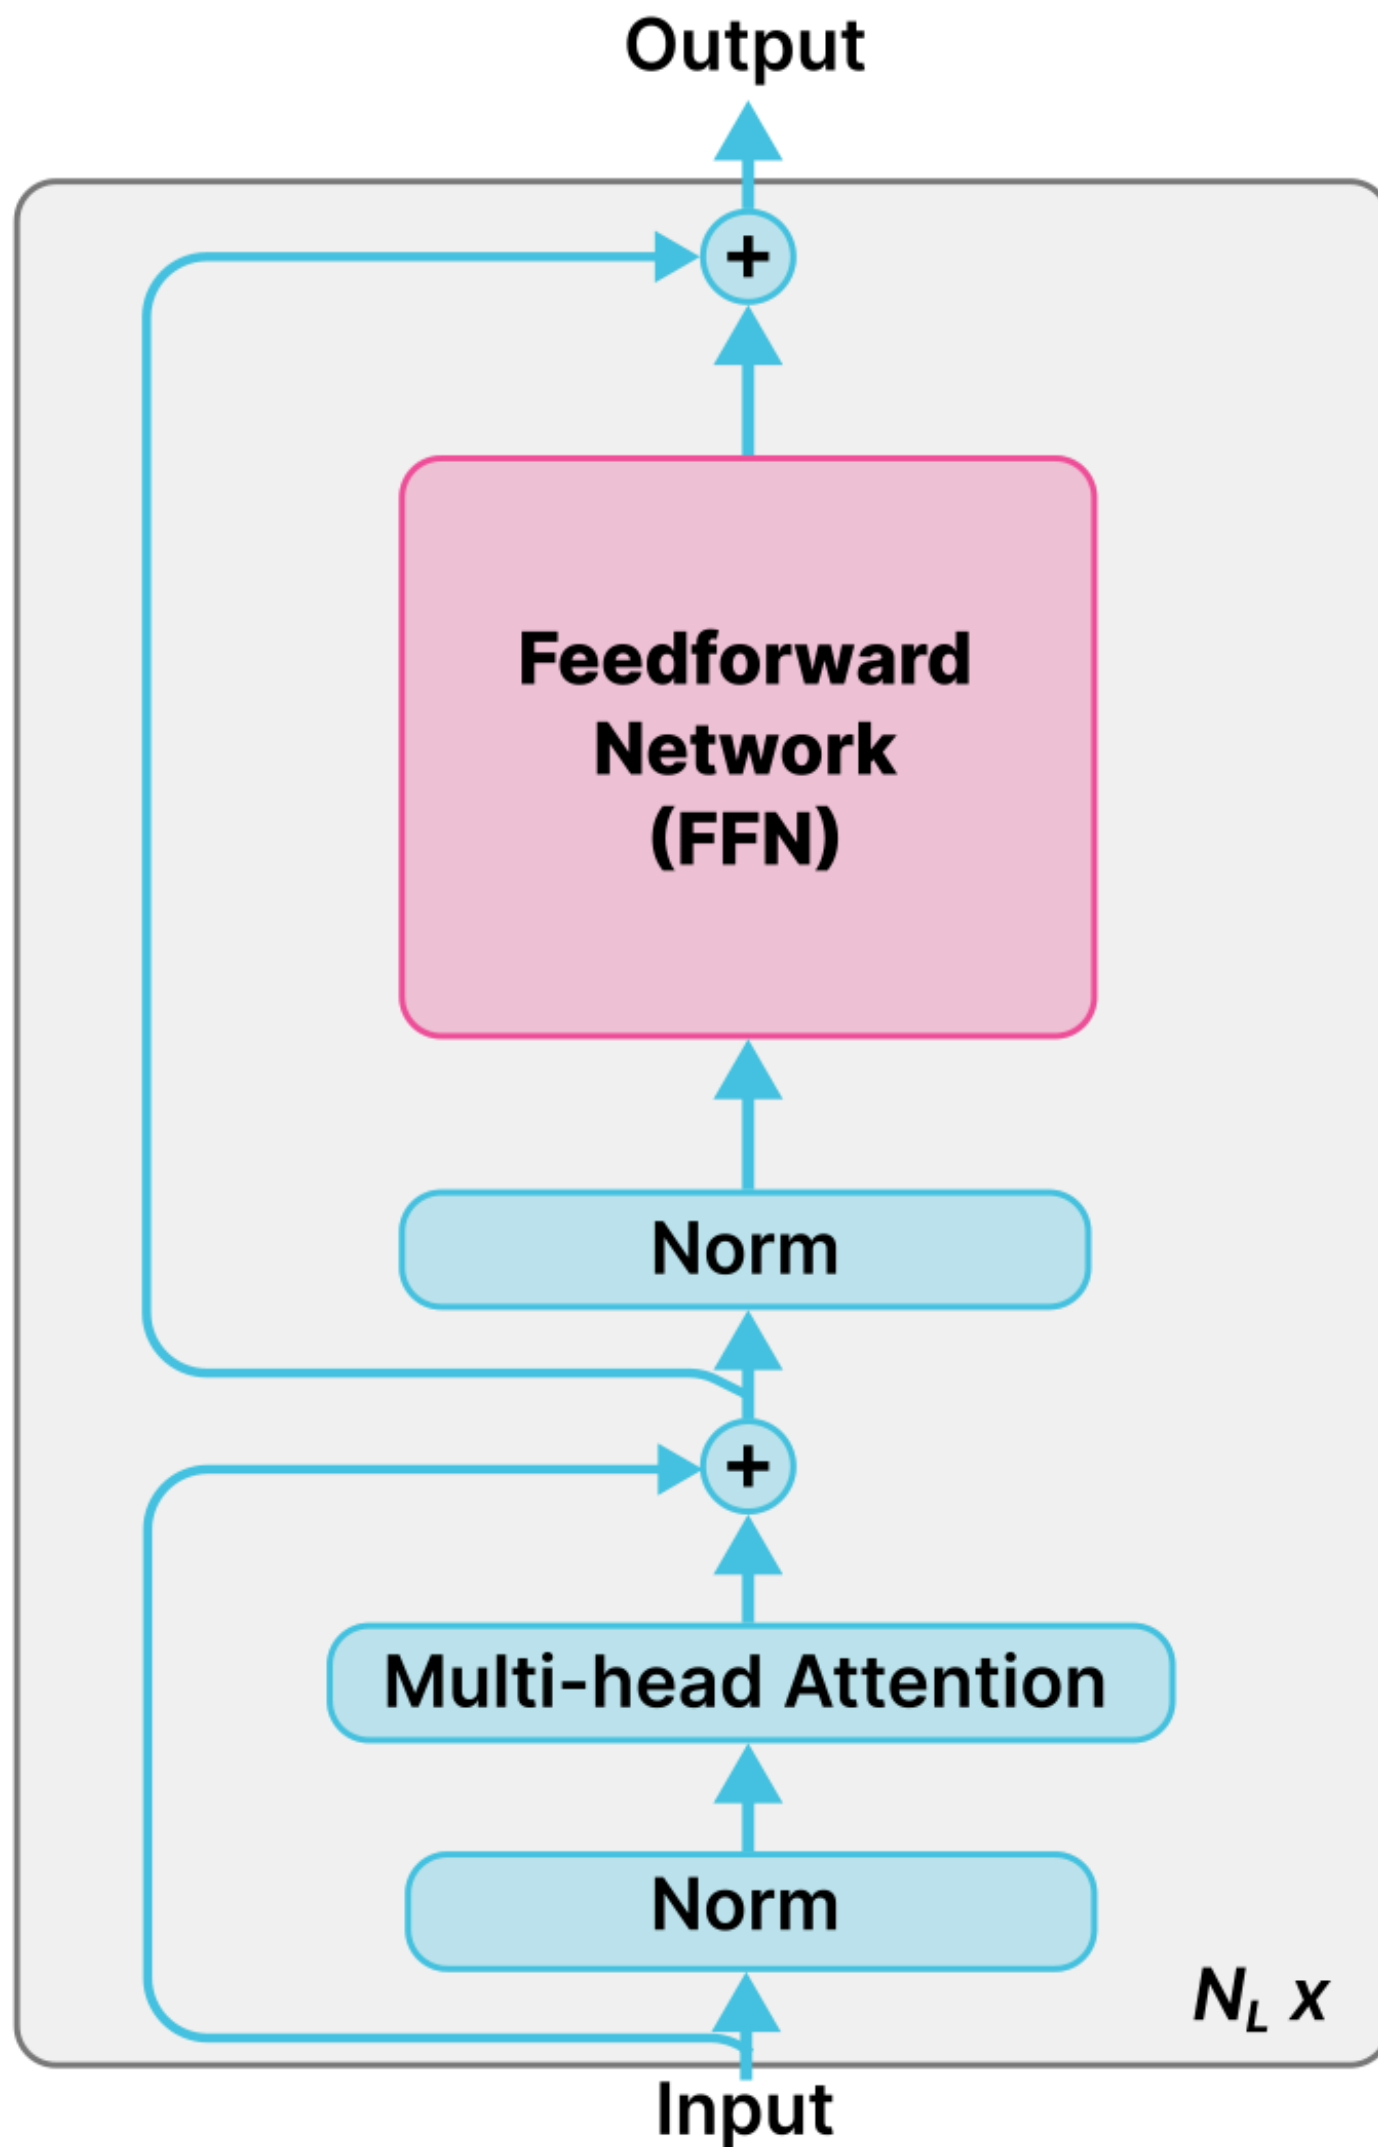 Output
+
Feedforward
Network
(FFN)
Norm
+
Multi-head Attention
Norm
N_L x
Input